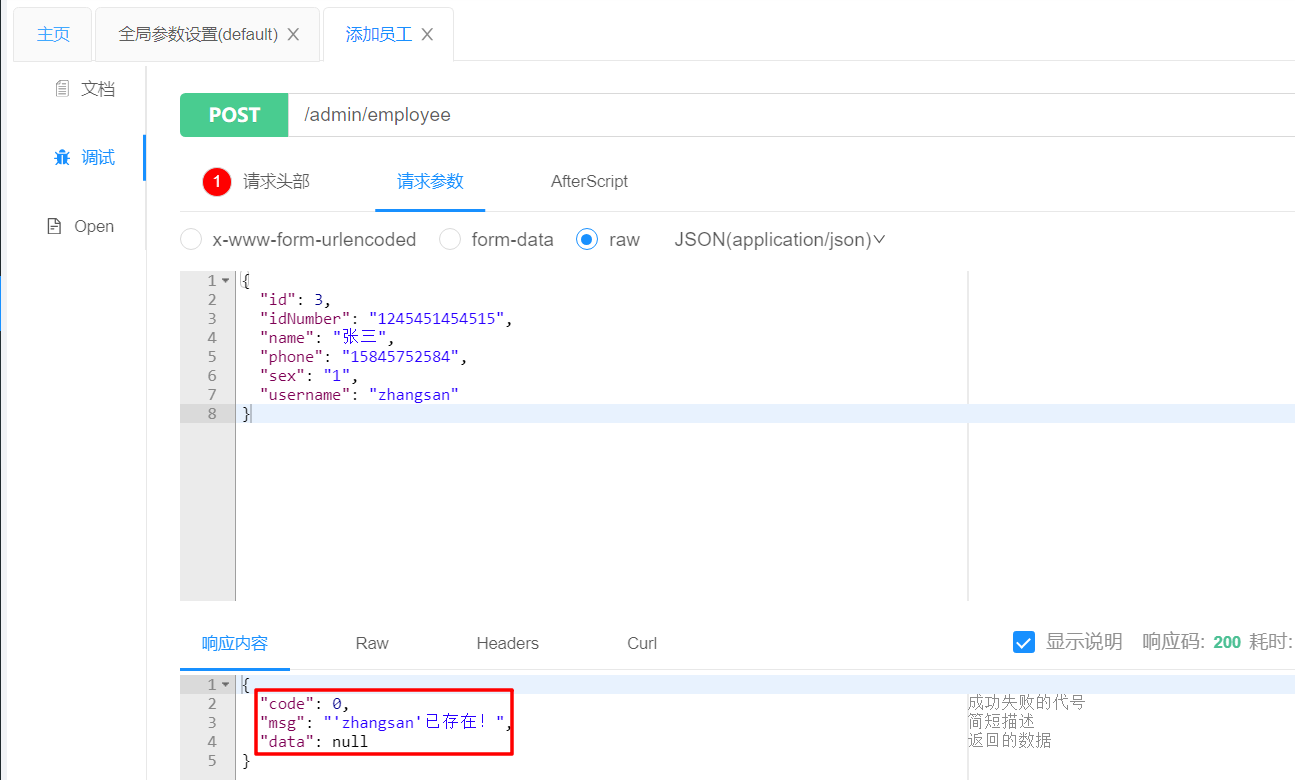 主页 全局参数设置(default) 添加员工
文档
调试
Open
POST /admin/employee
1 请求头部 请求参数 AfterScript
x-www-form-urlencoded form-data raw JSON(application/json)
1 {
2 "id": 3,
3 "idNumber": "1245451454515",
4 "name": "张三",
5 "phone": "15845752584",
6 "sex": "1",
7 "username": "zhangsan"
8 }
响应内容 Raw Headers Curl 显示说明 响应码: 200 耗时:
1 {
2 "code": 0, 成功失败的代号
3 "msg": "'zhangsan'已存在！", 简短描述
4 "data": null 返回的数据
5 }